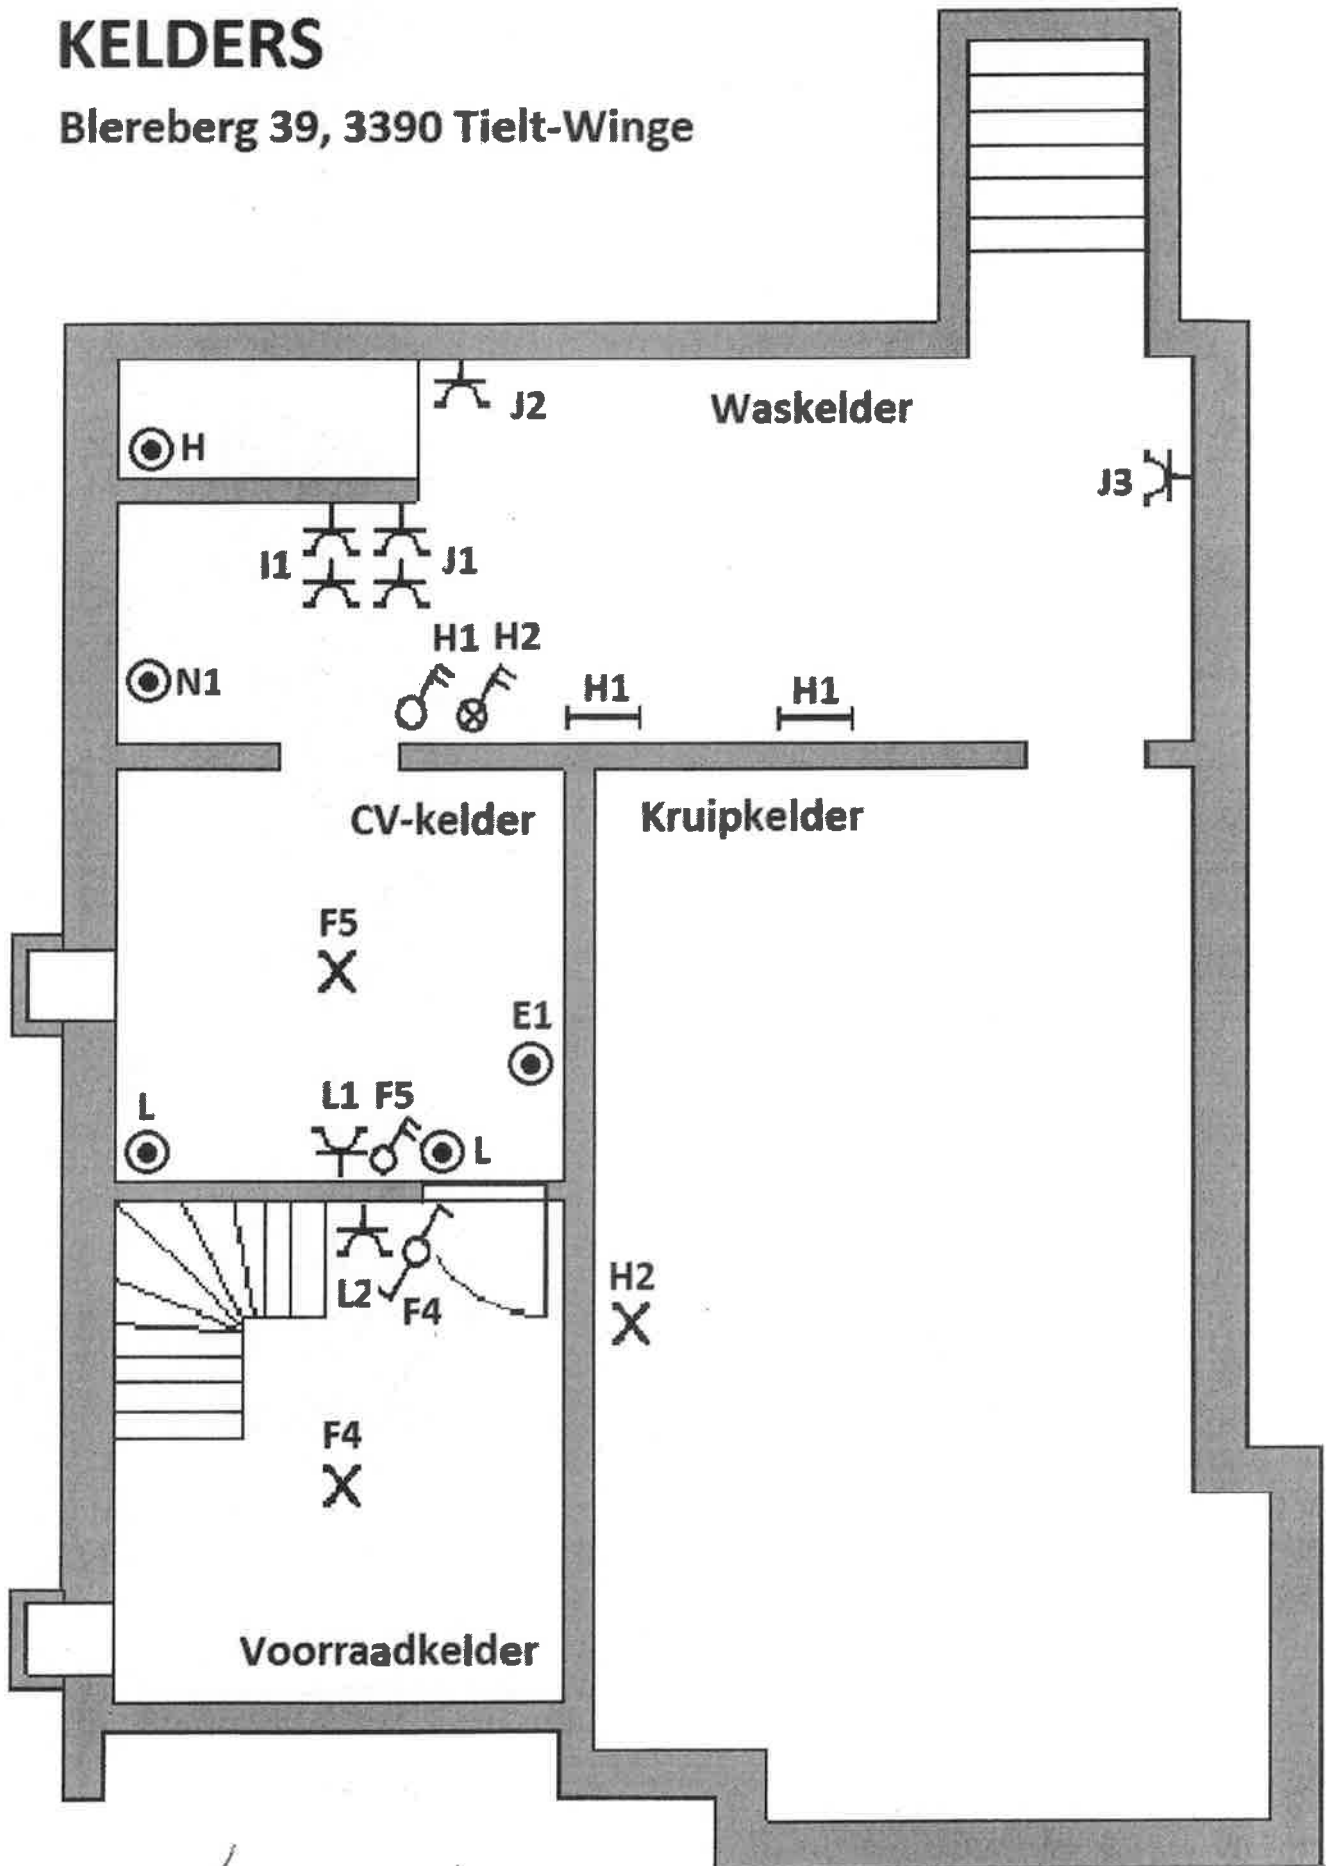 KELDERS
Blereberg 39, 3390 Tielt-Winge
J2
Waskelder
H
J3
I1
J1
H1 H2
N1
H1
H1
CV-kelder
Kruipkelder
F5
E1
L1 F5
L
L
L2
F4
H2
F4
Voorraadkelder